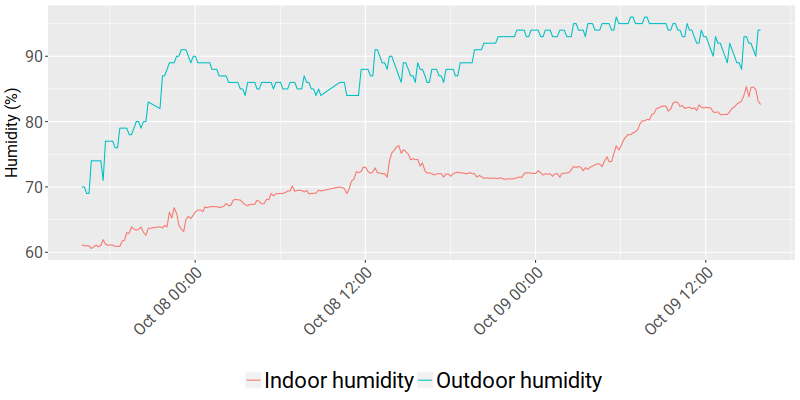 Humidity (%)
90
80
70
60
Oct 08 00:00
Oct 08 12:00
Oct 09 00:00
Oct 09 12:00
Indoor humidity Outdoor humidity